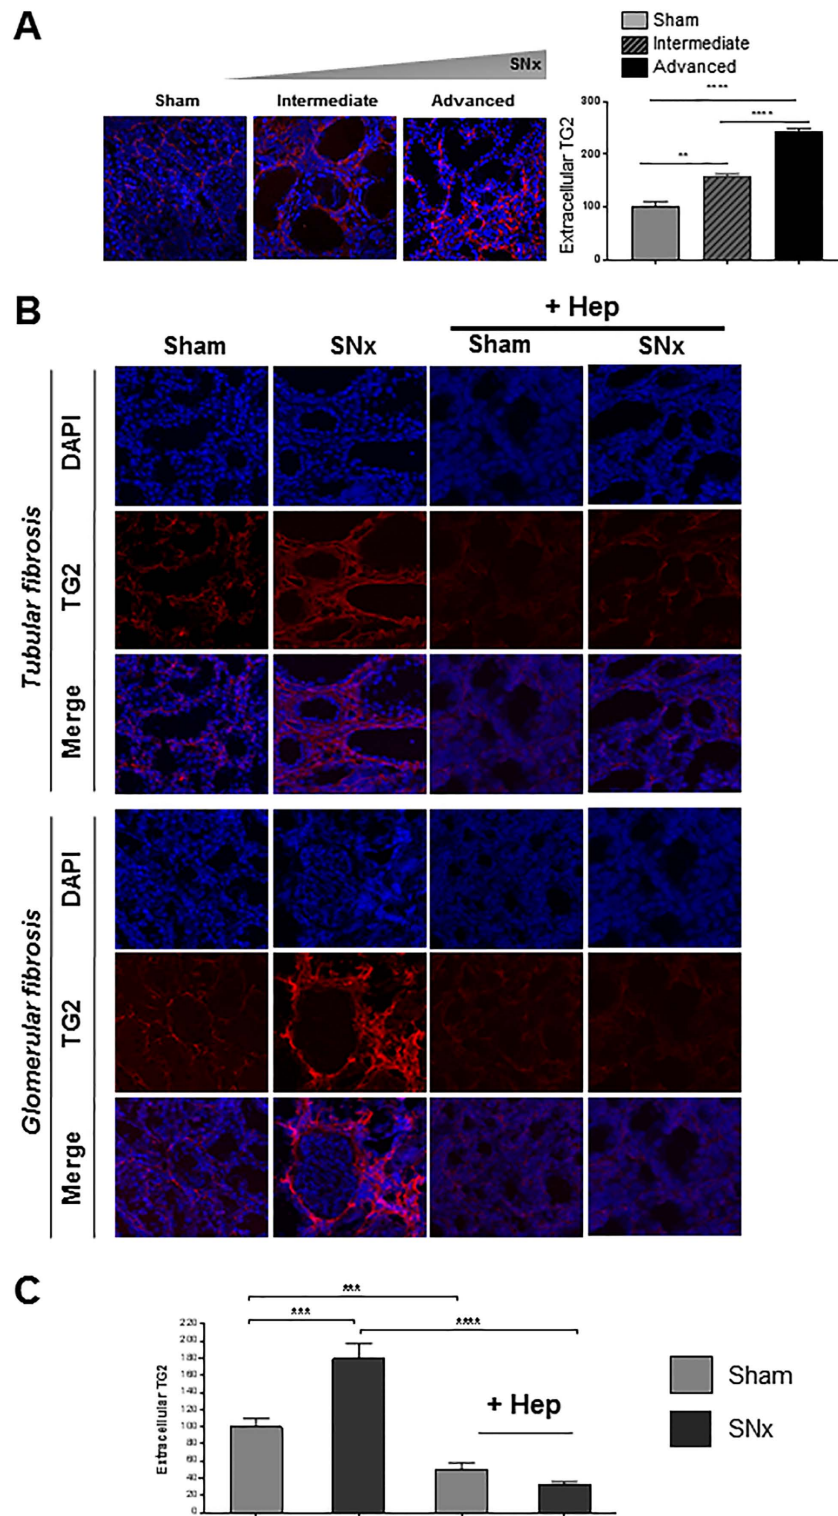 A
Sham
Intermediate
Advanced
SNx
Sham
Intermediate
Advanced
Extracellular TG2
300
200
100
0
****
****
**
B
+ Hep
Sham
SNx
Sham
SNx
Tubular fibrosis
DAPI
TG2
Merge
Glomerular fibrosis
DAPI
TG2
Merge
C
***
***
****
Extracellular TG2
220
200
180
160
140
120
100
80
60
40
20
0
+ Hep
Sham
SNx